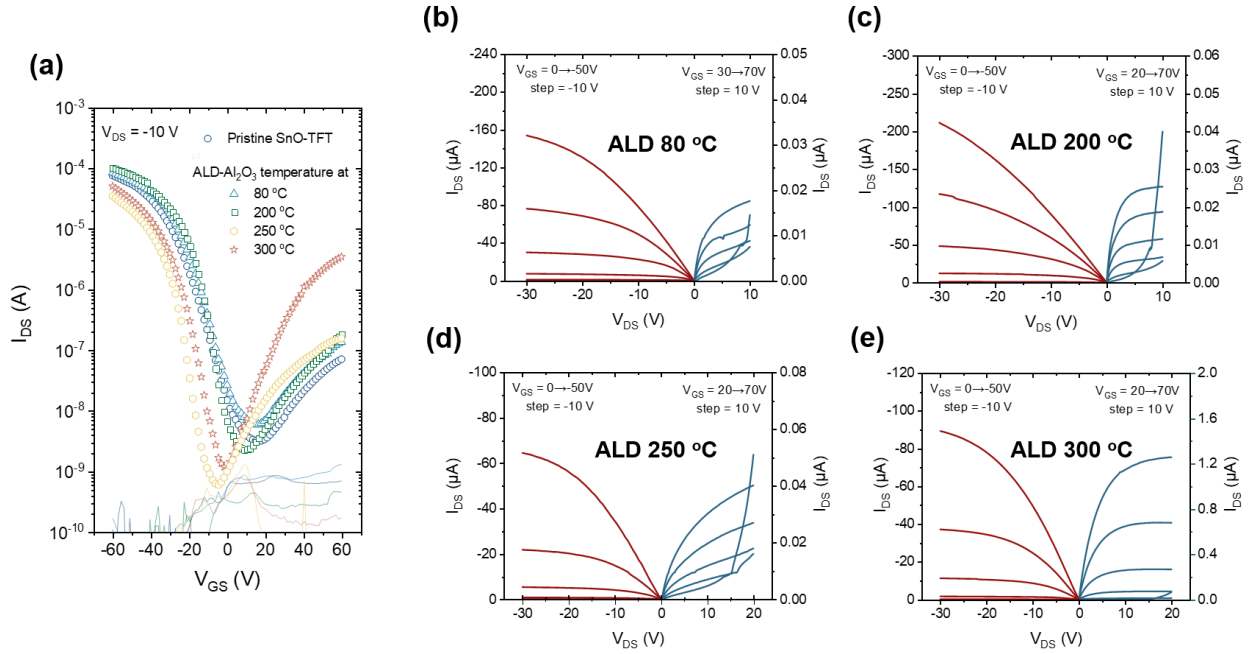 (a)
10⁻³
10⁻⁴
10⁻⁵
10⁻⁶
10⁻⁷
10⁻⁸
10⁻⁹
10⁻¹⁰
I_DS (A)
V_DS = -10 V
Pristine SnO-TFT
ALD-Al₂O₃ temperature at
80 °C
200 °C
250 °C
300 °C
-60 -40 -20 0 20 40 60
V_GS (V)
(b)
-240
-200
-160
-120
-80
-40
0
I_DS (µA)
V_GS = 0→-50V
step = -10 V
V_GS = 30→70V
step = 10 V
ALD 80 °C
0.05
0.04
0.03
0.02
0.01
0.00
I_DS (µA)
-30 -20 -10 0 10
V_DS (V)
(c)
-300
-250
-200
-150
-100
-50
0
I_DS (µA)
V_GS = 0→-50V
step = -10 V
V_GS = 20→70V
step = 10 V
ALD 200 °C
0.06
0.05
0.04
0.03
0.02
0.01
0.00
I_DS (µA)
-30 -20 -10 0 10
V_DS (V)
(d)
-100
-80
-60
-40
-20
0
I_DS (µA)
V_GS = 0→-50V
step = -10 V
V_GS = 20→70V
step = 10 V
ALD 250 °C
0.08
0.06
0.04
0.02
0.00
I_DS (µA)
-30 -20 -10 0 10 20
V_DS (V)
(e)
-120
-100
-80
-60
-40
-20
0
I_DS (µA)
V_GS = 0→-50V
step = -10 V
V_GS = 20→70V
step = 10 V
ALD 300 °C
2.0
1.6
1.2
0.8
0.4
0.0
I_DS (µA)
-30 -20 -10 0 10 20
V_DS (V)